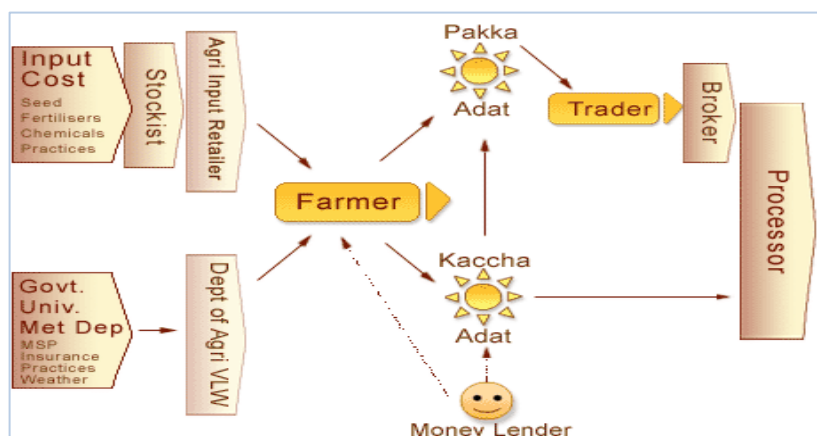 Input
Cost
Seed
Fertilisers
Chemicals
Practices
Stockist
Agri Input Retailer
Farmer
Pakka
Adat
Trader
Broker
Processor
Govt.
Univ.
Met Dep
MSP
Insurance
Practices
Weather
Dept of Agri VLW
Kaccha
Adat
Money Lender